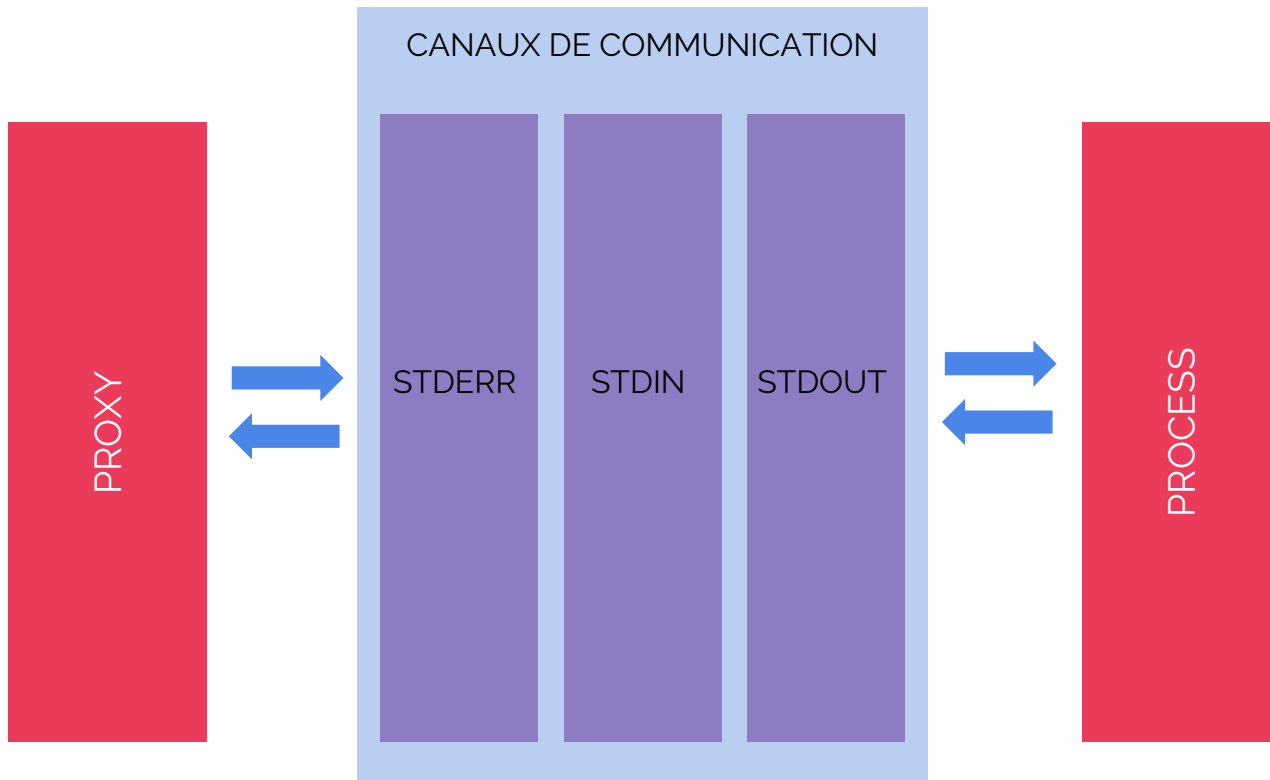 CANAUX DE COMMUNICATION
PROXY
STDERR
STDIN
STDOUT
PROCESS